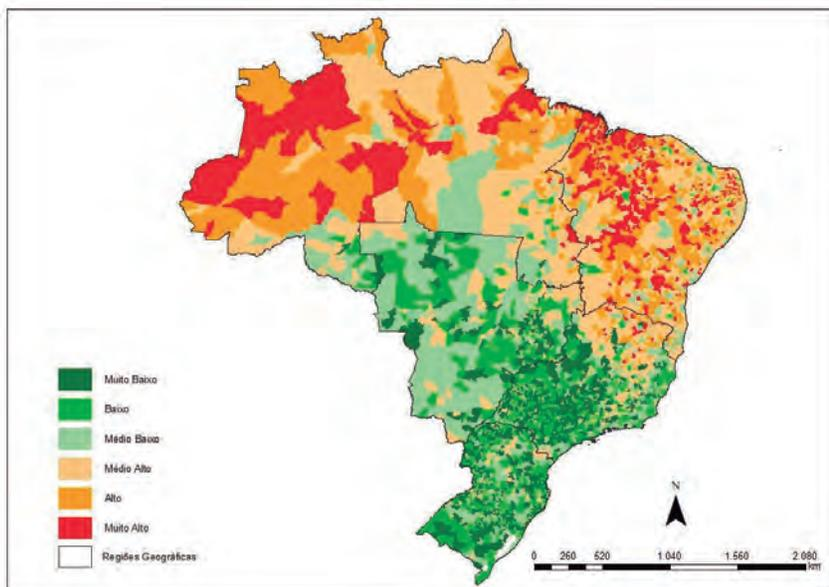 Muito Baixo
Baixo
Médio Baixo
Médio Alto
Alto
Muito Alto
Regiões Geográficas
N
0 260 520 1.040 1.560 2.080
km